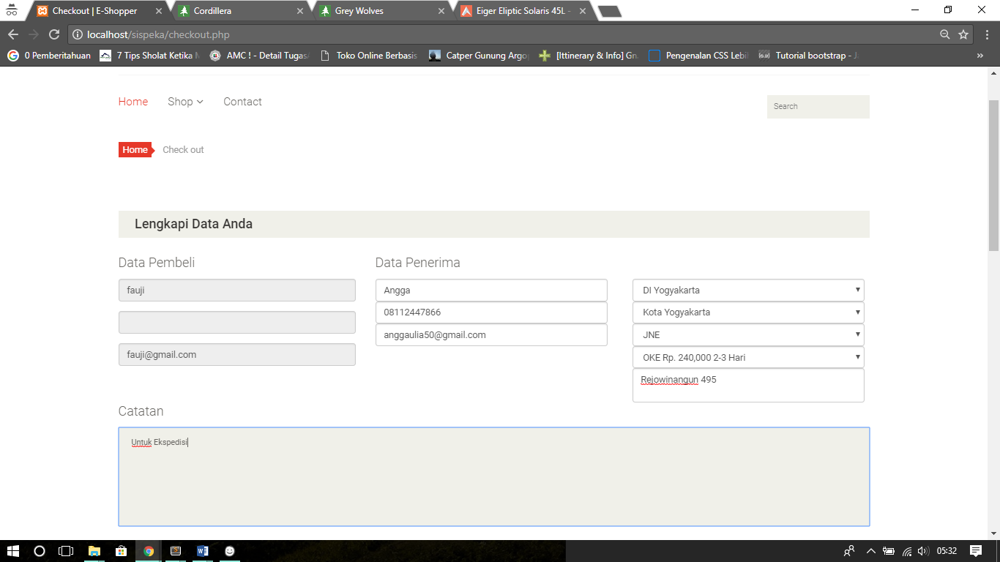 Checkout | E-Shopper
Cordillera
Grey Wolves
Eiger Eliptic Solaris 45L -
localhost/sispeka/checkout.php
0 Pemberitahuan
7 Tips Sholat Ketika
AMC ! - Detail Tugas
Toko Online Berbasis
Catper Gunung Argo
[Ittinerary & Info] Gn.
Pengenalan CSS Lebi
Tutorial bootstrap -
»
Home
Shop
Contact
Search
Home
Check out
Lengkapi Data Anda
Data Pembeli
Data Penerima
fauji
Angga
DI Yogyakarta
08112447866
Kota Yogyakarta
anggaulia50@gmail.com
JNE
fauji@gmail.com
OKE Rp. 240,000 2-3 Hari
Rejowinangun 495
Catatan
Untuk Ekspedisi
05:32